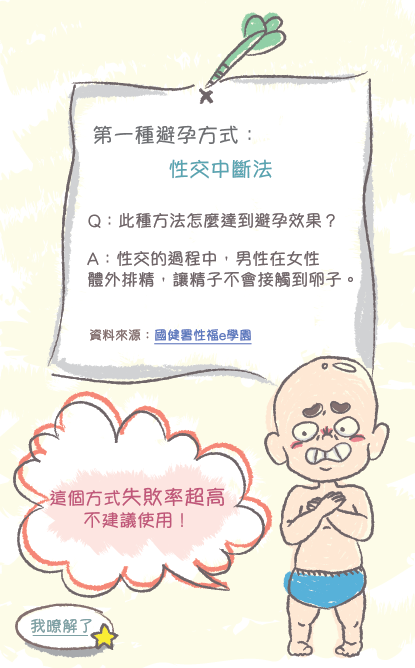 第一種避孕方式：
性交中斷法
Q：此種方法怎麼達到避孕效果？
A：性交的過程中，男性在女性
體外排精，讓精子不會接觸到卵子。
資料來源：國健署性福e學園
這個方式失敗率超高
不建議使用！
我瞭解了